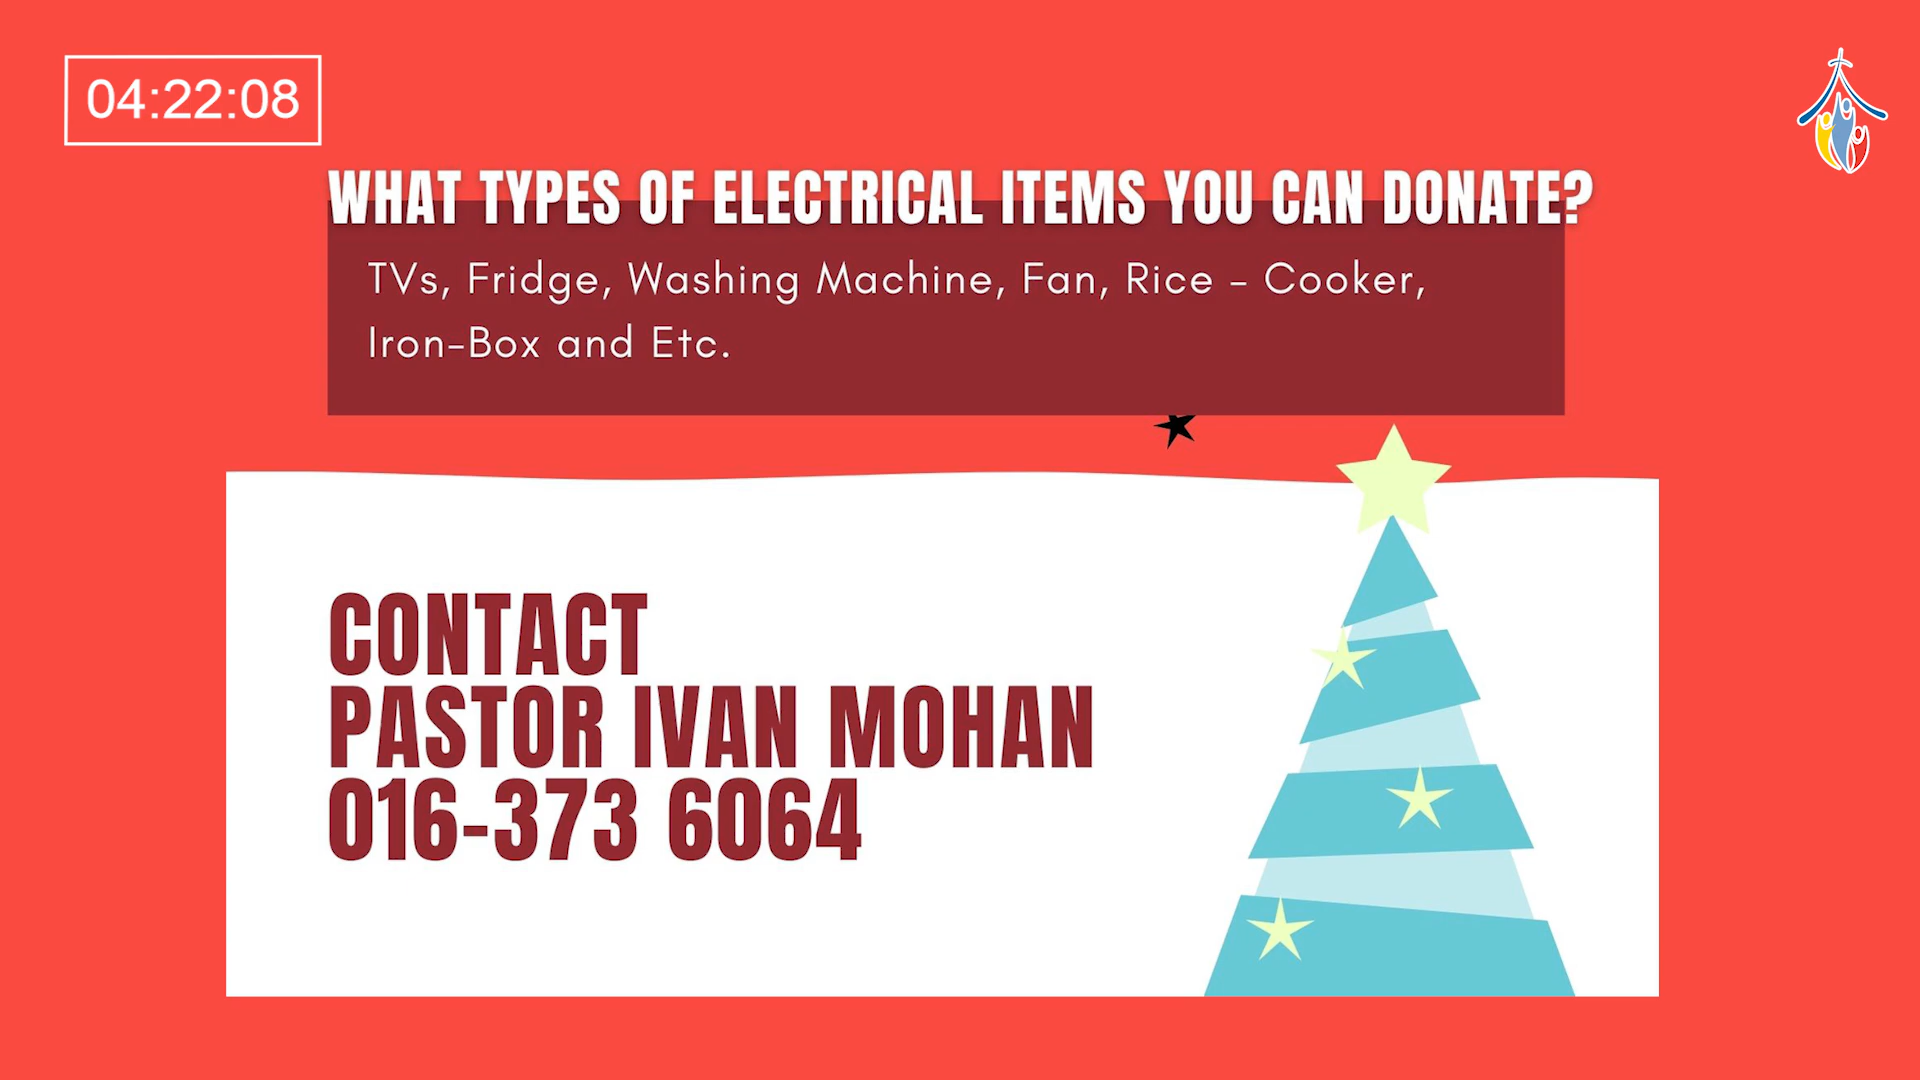 04:22:08
WHAT TYPES OF ELECTRICAL ITEMS YOU CAN DONATE?
TVs, Fridge, Washing Machine, Fan, Rice - Cooker,
Iron-Box and Etc.
CONTACT
PASTOR IVAN MOHAN
016-373 6064